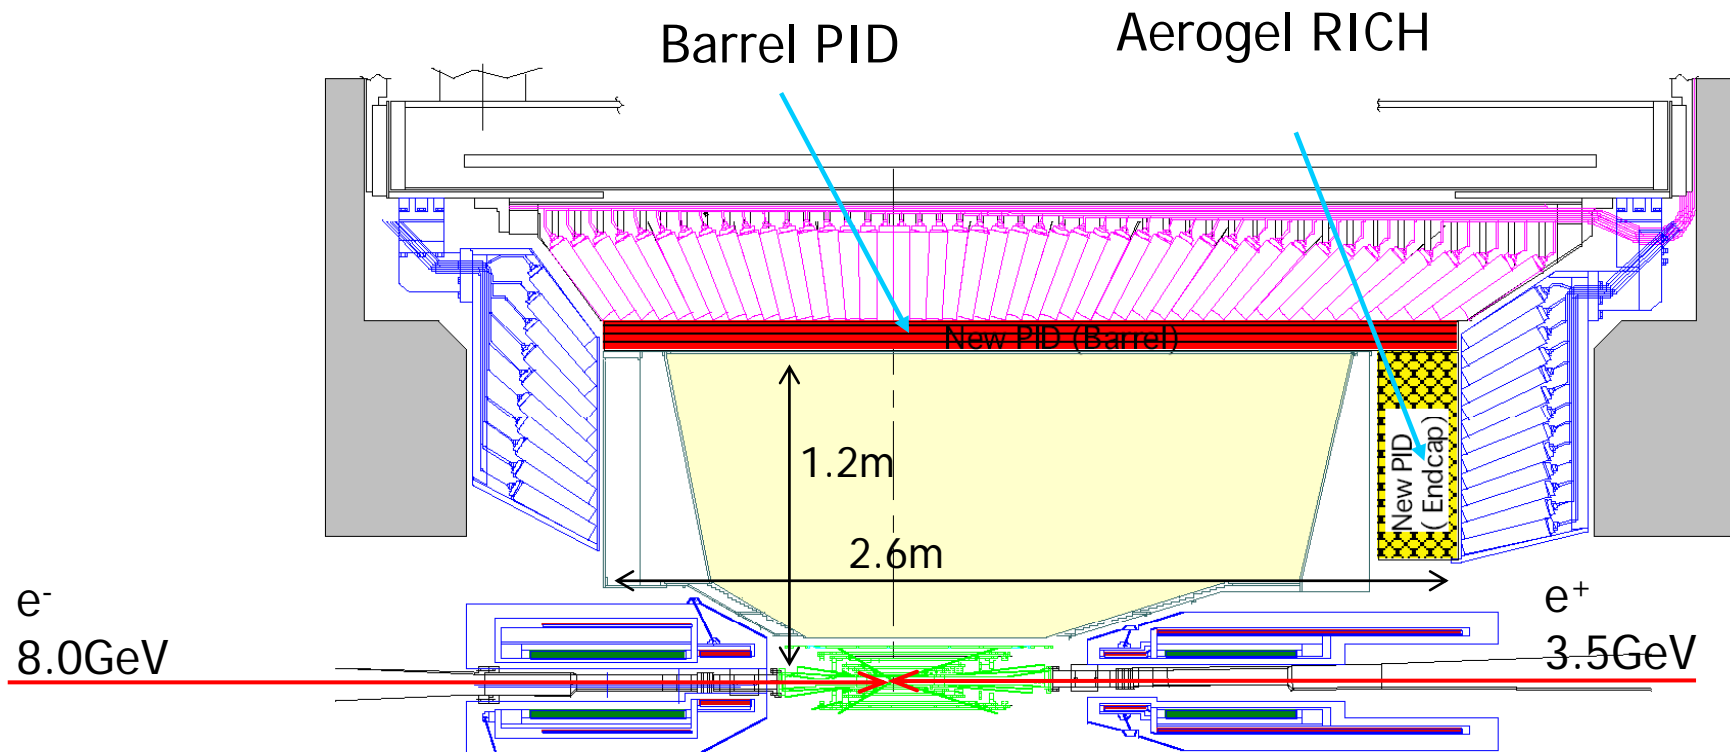 Barrel PID
Aerogel RICH
New PID (Barrel)
1.2m
New PID
( Endcap)
2.6m
e-
8.0GeV
e+
3.5GeV